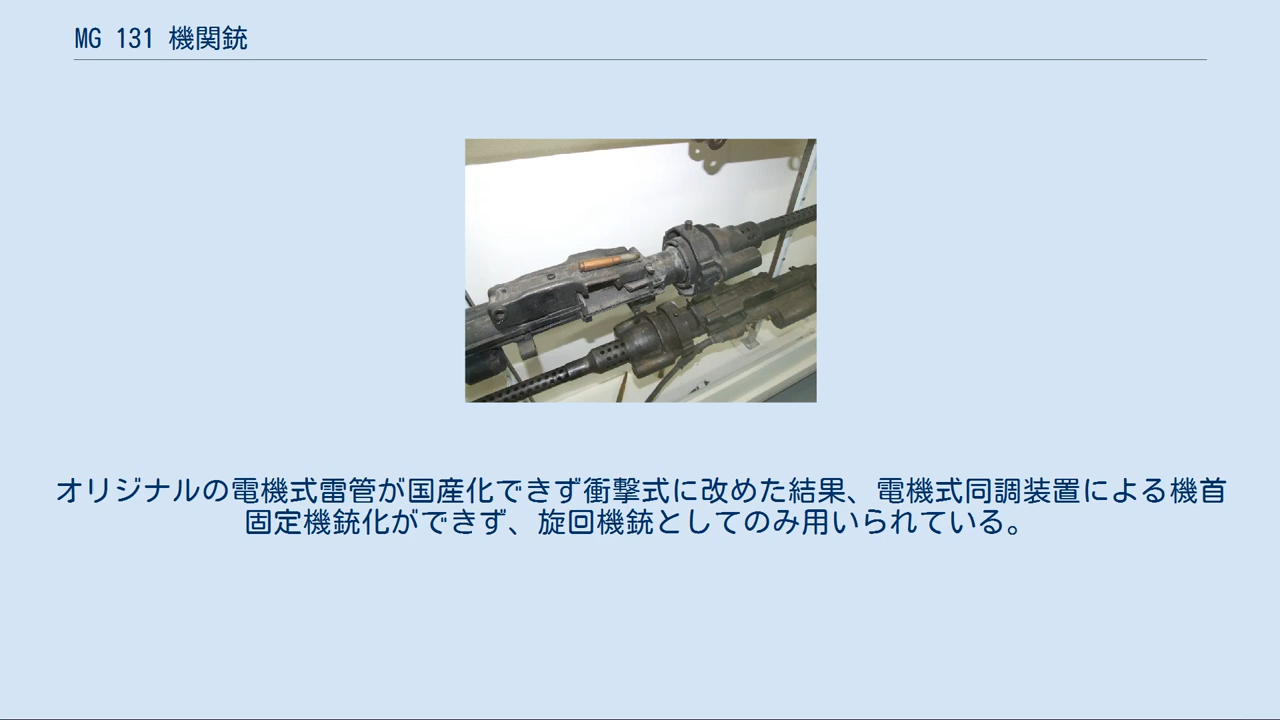 MG 131 機関銃
オリジナルの電機式雷管が国産化できず衝撃式に改めた結果、電機式同調装置による機首
固定機銃化ができず、旋回機銃としてのみ用いられている。